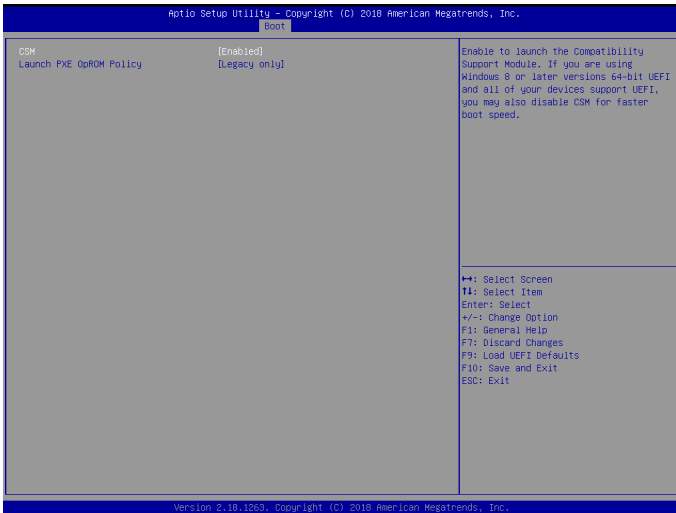 Aptio Setup Utility – Copyright (C) 2018 American Megatrends, Inc.
Boot
CSM [Enabled]
Launch PXE OpROM Policy [Legacy only]
Enable to launch the Compatibility
Support Module. If you are using
Windows 8 or later versions 64-bit UEFI
and all of your devices support UEFI,
you may also disable CSM for faster
boot speed.
↔: Select Screen
↑↓: Select Item
Enter: Select
+/-: Change Option
F1: General Help
F7: Discard Changes
F9: Load UEFI Defaults
F10: Save and Exit
ESC: Exit
Version 2.18.1263. Copyright (C) 2018 American Megatrends, Inc.